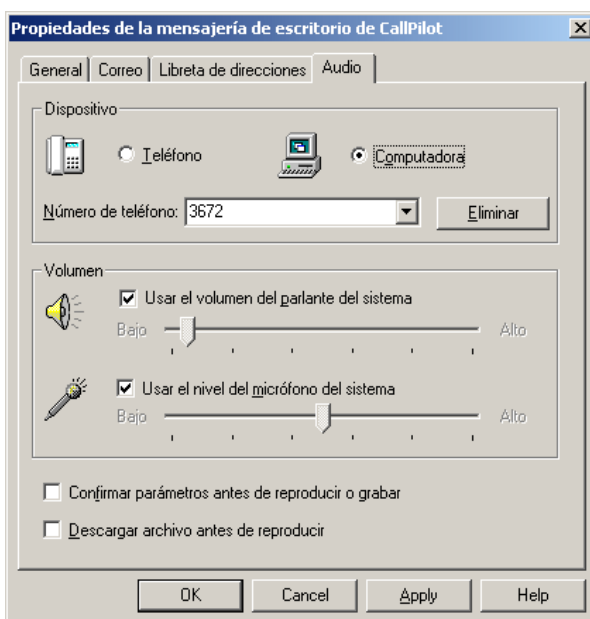 Propiedades de la mensajería de escritorio de CallPilot
General Correo Libreta de direcciones Audio
Dispositivo
Teléfono Computadora
Número de teléfono: 3672 Eliminar
Volumen
Usar el volumen del parlante del sistema
Bajo Alto
Usar el nivel del micrófono del sistema
Bajo Alto
Confirmar parámetros antes de reproducir o grabar
Descargar archivo antes de reproducir
OK Cancel Apply Help